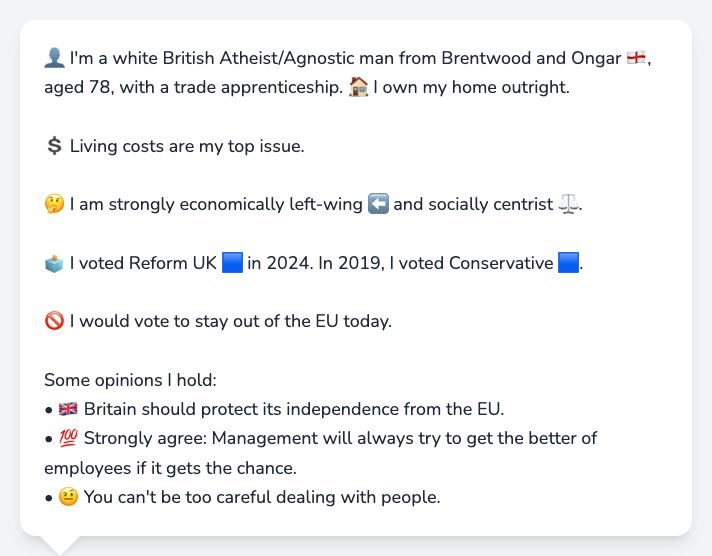 👤 I'm a white British Atheist/Agnostic man from Brentwood and Ongar 🏴󠁧󠁢󠁥󠁮󠁧󠁿,
aged 78, with a trade apprenticeship. 🏠 I own my home outright.
💲 Living costs are my top issue.
🤔 I am strongly economically left-wing ⬅️ and socially centrist ⚖️.
🗳️ I voted Reform UK 🟦 in 2024. In 2019, I voted Conservative 🟦.
🚫 I would vote to stay out of the EU today.
Some opinions I hold:
• 🇬🇧 Britain should protect its independence from the EU.
• 💯 Strongly agree: Management will always try to get the better of
employees if it gets the chance.
• 🤨 You can't be too careful dealing with people.